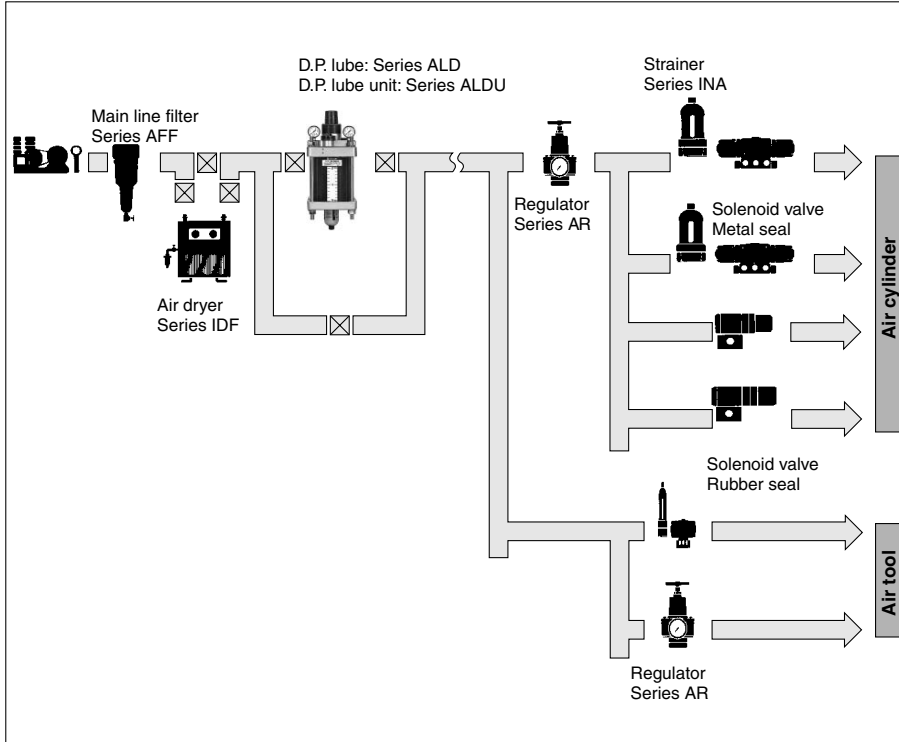 D.P. lube: Series ALD
D.P. lube unit: Series ALDU
Strainer
Series INA
Main line filter
Series AFF
Regulator
Series AR
Solenoid valve
Metal seal
Air dryer
Series IDF
Air cylinder
Solenoid valve
Rubber seal
Air tool
Regulator
Series AR